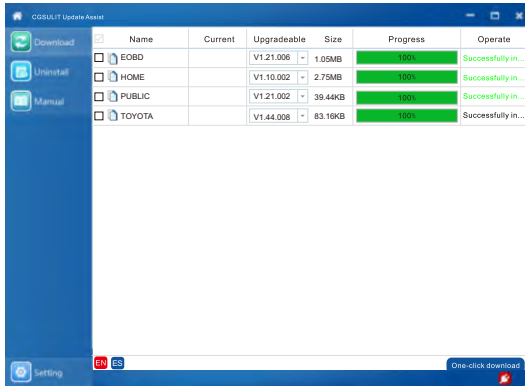 CGSULIT Update Assist
Download
Uninstall
Manual
Setting
Name Current Upgradeable Size Progress Operate
EOBD V1.21.006 1.05MB 100% Successfully in...
HOME V1.10.002 2.75MB 100% Successfully in...
PUBLIC V1.21.002 39.44KB 100% Successfully in...
TOYOTA V1.44.008 83.16KB 100% Successfully in...
EN ES
One-click download